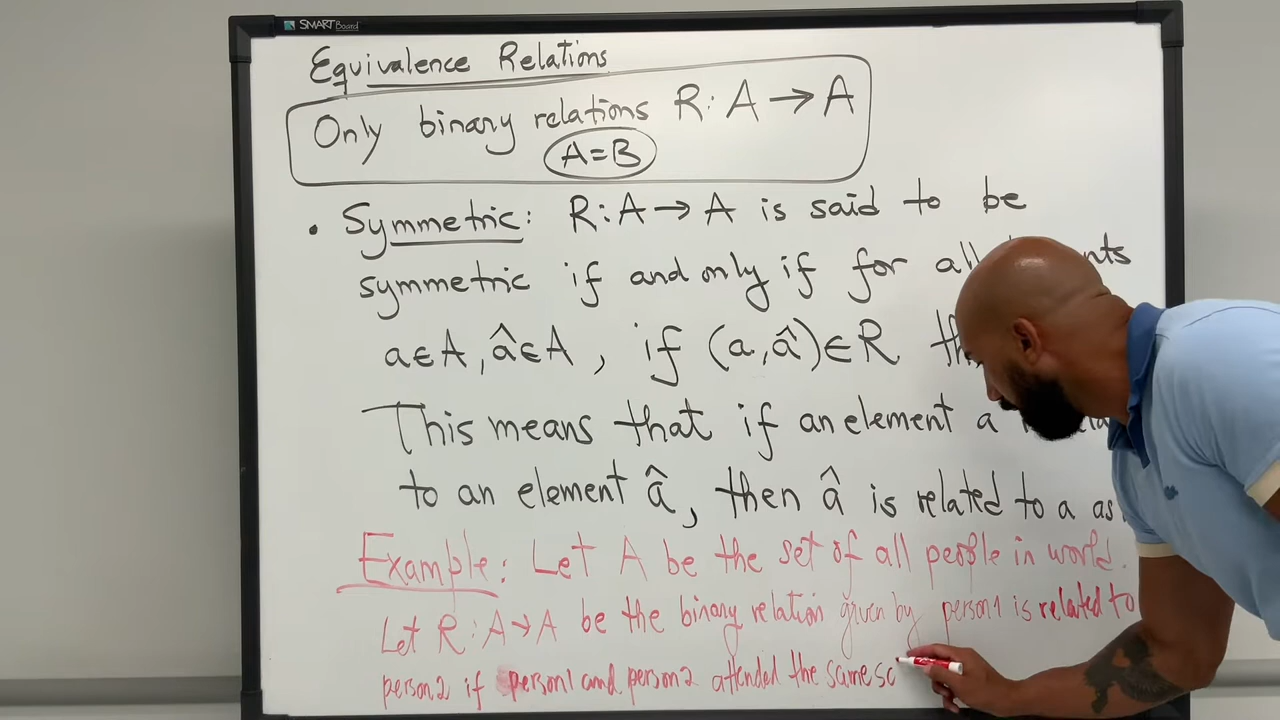 SMART Board
Equivalence Relations
Only binary relations R: A → A
A=B
• Symmetric: R: A → A is said to be
symmetric if and only if for all
a∈A, â∈A, if (a, â)∈R
This means that if an element a
to an element â, then â is related to a as
Example: Let A be the set of all people in world.
Let R: A→A be the binary relation given by person1 is related to
person2 if person1 and person2 attended the same sc